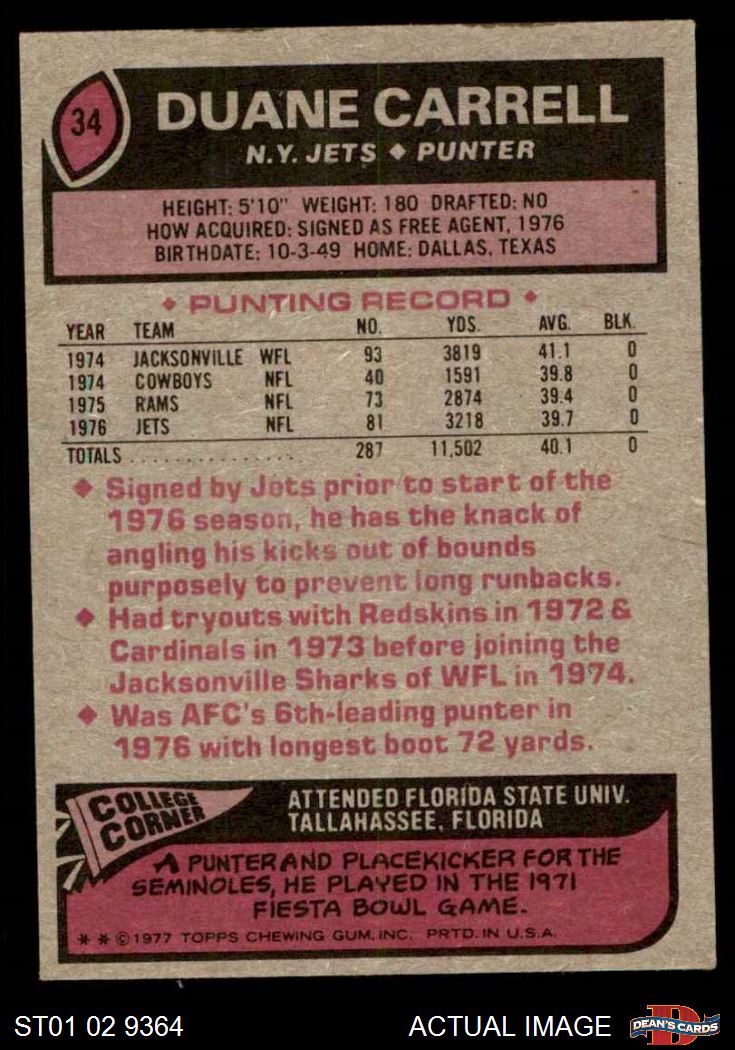 34
DUANE CARRELL
N.Y. JETS ◆ PUNTER
HEIGHT: 5'10" WEIGHT: 180 DRAFTED: NO
HOW ACQUIRED: SIGNED AS FREE AGENT, 1976
BIRTHDATE: 10-3-49 HOME: DALLAS, TEXAS
◆ PUNTING RECORD ◆
YEAR TEAM NO. YDS. AVG. BLK.
1974 JACKSONVILLE WFL 93 3819 41.1 0
1974 COWBOYS NFL 40 1591 39.8 0
1975 RAMS NFL 73 2874 39.4 0
1976 JETS NFL 81 3218 39.7 0
TOTALS ................ 287 11,502 40.1 0
◆ Signed by Jets prior to start of the
1976 season, he has the knack of
angling his kicks out of bounds
purposely to prevent long runbacks.
◆ Had tryouts with Redskins in 1972 &
Cardinals in 1973 before joining the
Jacksonville Sharks of WFL in 1974.
◆ Was AFC's 6th-leading punter in
1976 with longest boot 72 yards.
COLLEGE
CORNER
ATTENDED FLORIDA STATE UNIV.
TALLAHASSEE, FLORIDA
A PUNTER AND PLACEKICKER FOR THE
SEMINOLES, HE PLAYED IN THE 1971
FIESTA BOWL GAME.
* * © 1977 TOPPS CHEWING GUM, INC. PRTD. IN U.S.A.
ST01 02 9364
ACTUAL IMAGE
D
DEAN'S CARDS